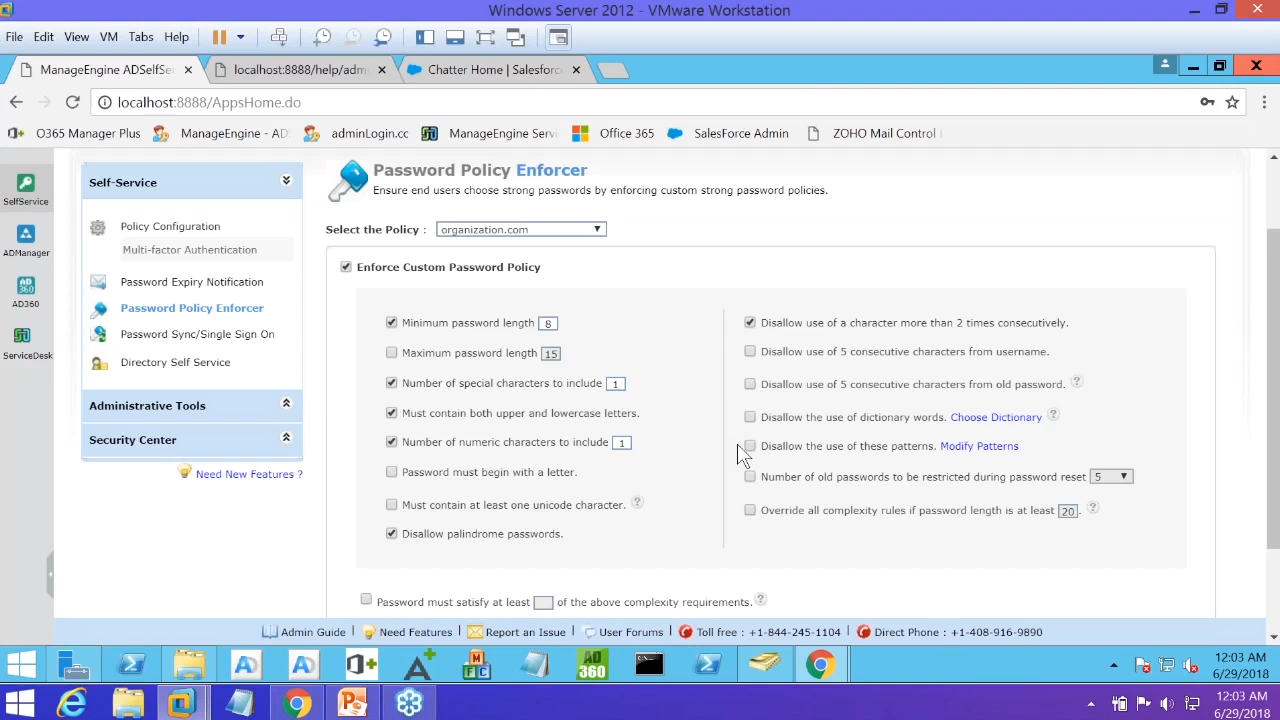 Windows Server 2012 - VMware Workstation
File Edit View VM Tabs Help
ManageEngine ADSelfSe localhost:8888/help/adm Chatter Home | Salesforc
localhost:8888/AppsHome.do
O365 Manager Plus ManageEngine - AD adminLogin.cc ManageEngine Serv Office 365 SalesForce Admin ZOHO Mail Control
SelfService
ADManager
AD360
ServiceDesk
Self-Service
Policy Configuration
Multi-factor Authentication
Password Expiry Notification
Password Policy Enforcer
Password Sync/Single Sign On
Directory Self Service
Administrative Tools
Security Center
Need New Features ?
Password Policy Enforcer
Ensure end users choose strong passwords by enforcing custom strong password policies.
Select the Policy : organization.com
Enforce Custom Password Policy
Minimum password length 8
Maximum password length 15
Number of special characters to include 1
Must contain both upper and lowercase letters.
Number of numeric characters to include 1
Password must begin with a letter.
Must contain at least one unicode character. ?
Disallow palindrome passwords.
Disallow use of a character more than 2 times consecutively.
Disallow use of 5 consecutive characters from username.
Disallow use of 5 consecutive characters from old password. ?
Disallow the use of dictionary words. Choose Dictionary ?
Disallow the use of these patterns. Modify Patterns
Number of old passwords to be restricted during password reset 5
Override all complexity rules if password length is at least 20 . ?
Password must satisfy at least of the above complexity requirements. ?
Admin Guide | Need Features | Report an Issue | User Forums | Toll free : +1-844-245-1104 | Direct Phone : +1-408-916-9890
AD 360
12:03 AM
6/29/2018
12:03 AM
6/29/2018